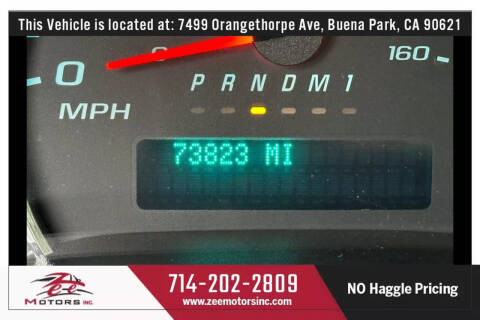 This Vehicle is located at: 7499 Orangethorpe Ave, Buena Park, CA 90621
0 160
P R N D M 1
MPH
73823 MI
Zee
MOTORS INC.
714-202-2809
www.zeemotorsinc.com
NO Haggle Pricing